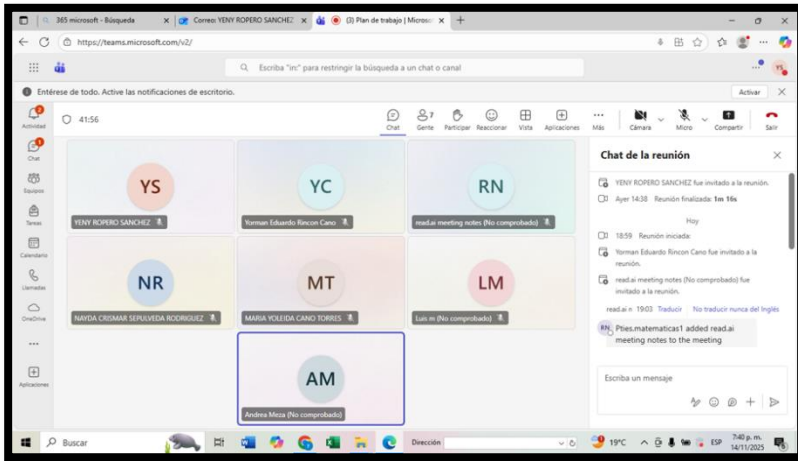 365 microsoft - Búsqueda
Correo: YENY ROPERO SANCHEZ
(3) Plan de trabajo | Microsof
https://teams.microsoft.com/v2/
Escriba "in:" para restringir la búsqueda a un chat o canal
YS
Entérese de todo. Active las notificaciones de escritorio.
Activar
41:56
Chat
Gente 7
Participar
Reaccionar
Vista
Aplicaciones
Más
Cámara
Micro
Compartir
Salir
Actividad
Chat
Equipos
Tareas
Calendario
Llamadas
OneDrive
Aplicaciones
YS
YENY ROPERO SANCHEZ
YC
Yorman Eduardo Rincon Cano
RN
read.ai meeting notes (No comprobado)
NR
NAYDA CRISMAR SEPULVEDA RODRIGUEZ
MT
MARIA YOLEIDA CANO TORRES
LM
Luis m (No comprobado)
AM
Andrea Meza (No comprobado)
Chat de la reunión
YENY ROPERO SANCHEZ fue invitado a la reunión.
Ayer 14:38 Reunión finalizada: 1m 16s
Hoy
18:59 Reunión iniciada
Yorman Eduardo Rincon Cano fue invitado a la
reunión.
read.ai meeting notes (No comprobado) fue
invitado a la reunión.
read.ai n 19:03 Traducir No traducir nunca del Inglés
RN
Pties.matematicas1 added read.ai
meeting notes to the meeting
Escriba un mensaje
Buscar
Dirección
19°C
ESP
7:40 p. m.
14/11/2025